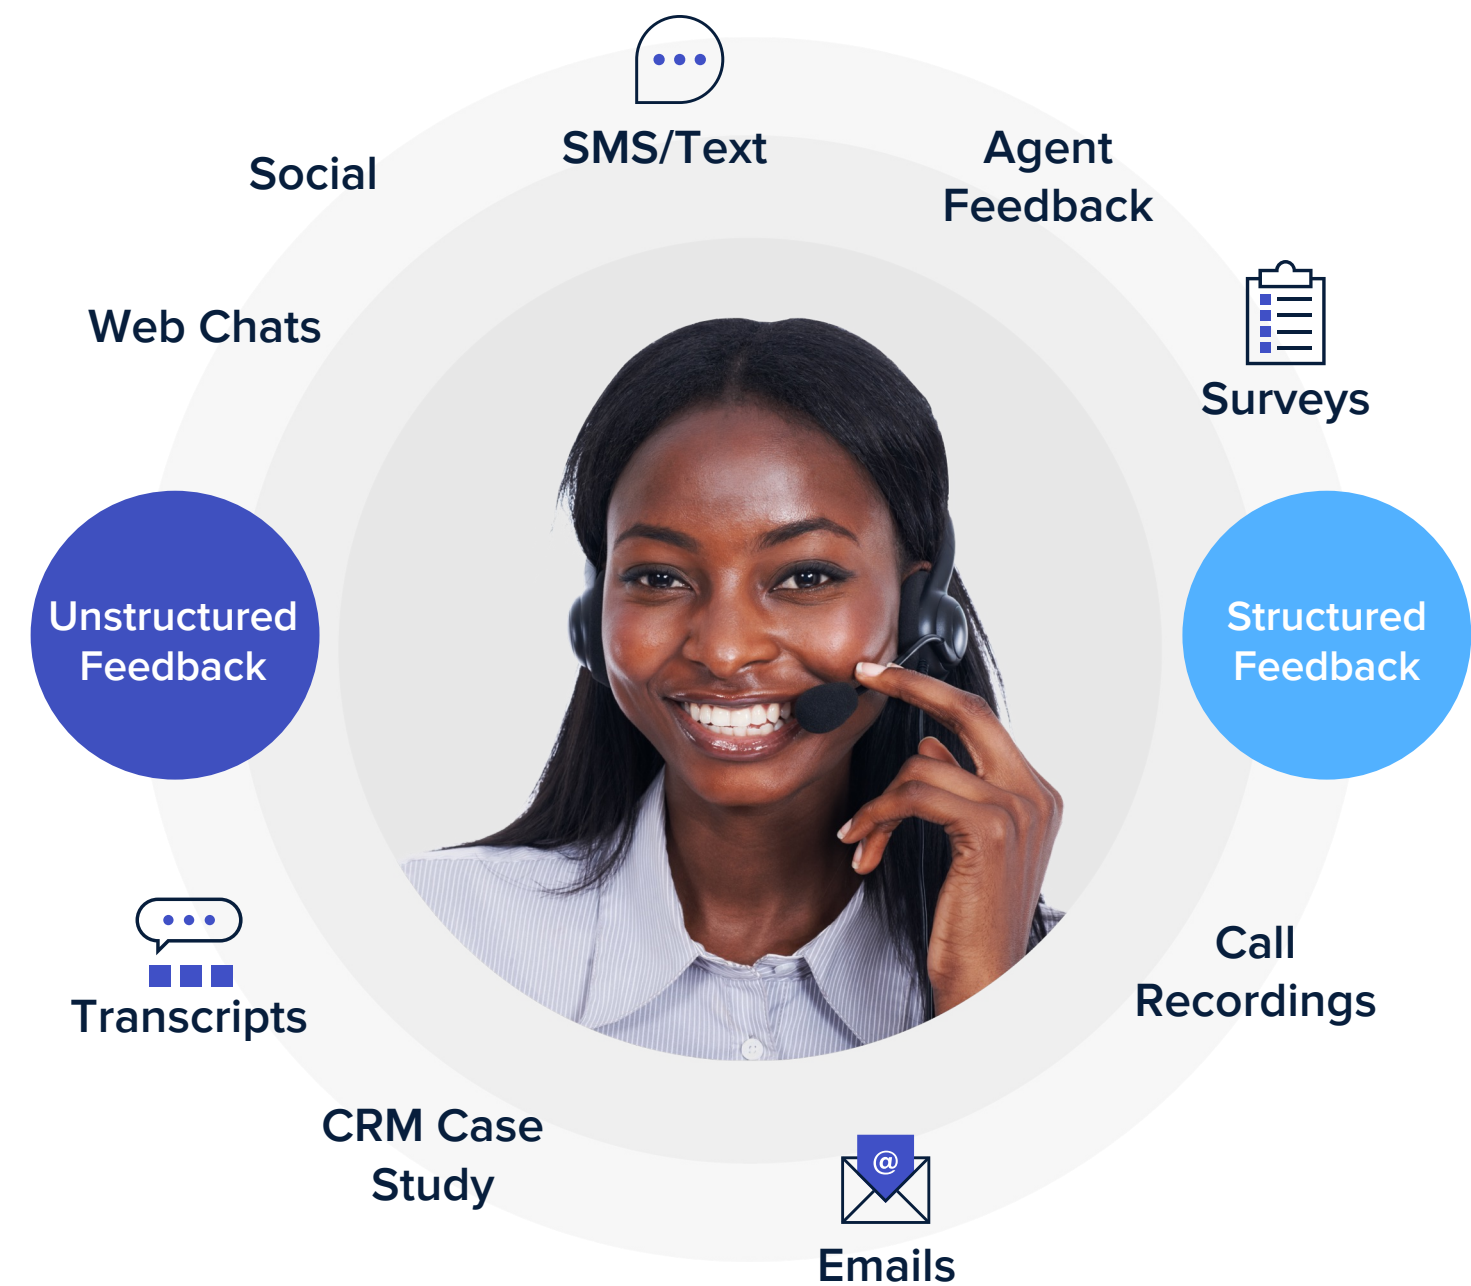 SMS/Text
Social
Agent
Feedback
Web Chats
Surveys
Unstructured
Feedback
Structured
Feedback
Transcripts
Call
Recordings
CRM Case
Study
@
Emails